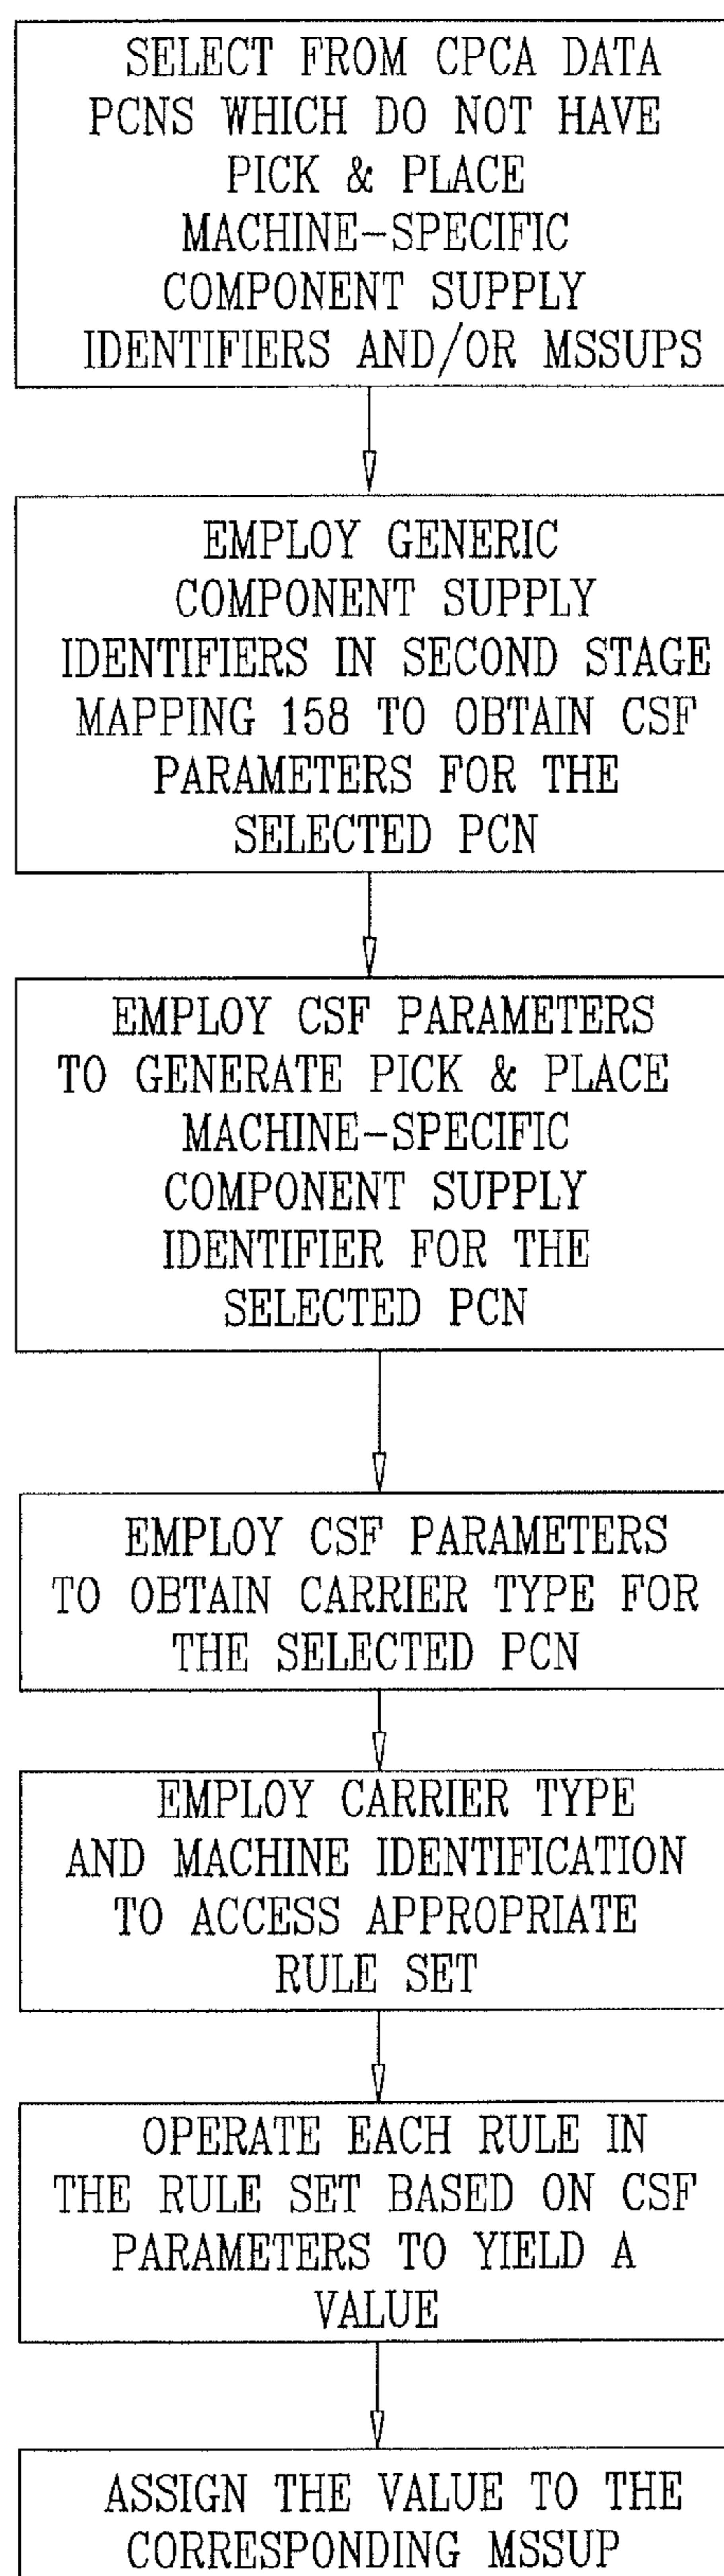 SELECT FROM CPCA DATA
PCNS WHICH DO NOT HAVE
PICK & PLACE
MACHINE-SPECIFIC
COMPONENT SUPPLY
IDENTIFIERS AND/OR MSSUPS
EMPLOY GENERIC
COMPONENT SUPPLY
IDENTIFIERS IN SECOND STAGE
MAPPING 158 TO OBTAIN CSF
PARAMETERS FOR THE
SELECTED PCN
EMPLOY CSF PARAMETERS
TO GENERATE PICK & PLACE
MACHINE-SPECIFIC
COMPONENT SUPPLY
IDENTIFIER FOR THE
SELECTED PCN
EMPLOY CSF PARAMETERS
TO OBTAIN CARRIER TYPE FOR
THE SELECTED PCN
EMPLOY CARRIER TYPE
AND MACHINE IDENTIFICATION
TO ACCESS APPROPRIATE
RULE SET
OPERATE EACH RULE IN
THE RULE SET BASED ON CSF
PARAMETERS TO YIELD A
VALUE
ASSIGN THE VALUE TO THE
CORRESPONDING MSSUP